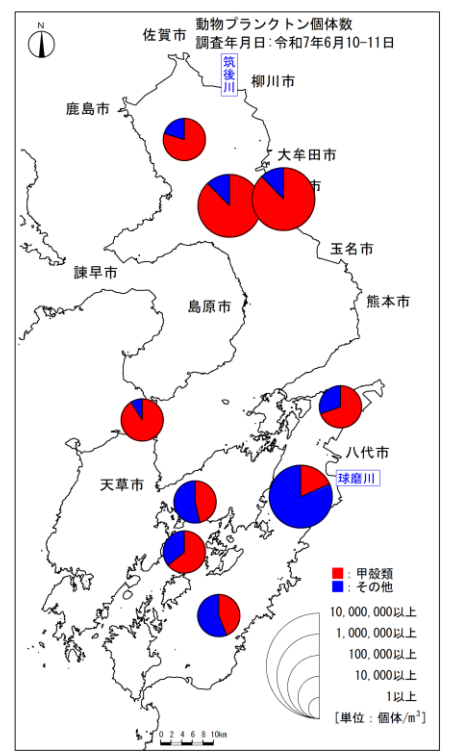 動物プランクトン個体数
調査年月日:令和7年6月10-11日
N
佐賀市
筑後川
柳川市
鹿島市
大牟田市
市
玉名市
諫早市
島原市
熊本市
八代市
球磨川
天草市
:甲殻類
:その他
10,000,000以上
1,000,000以上
100,000以上
10,000以上
1以上
[単位:個体/m³]
0 2 4 6 8 10km